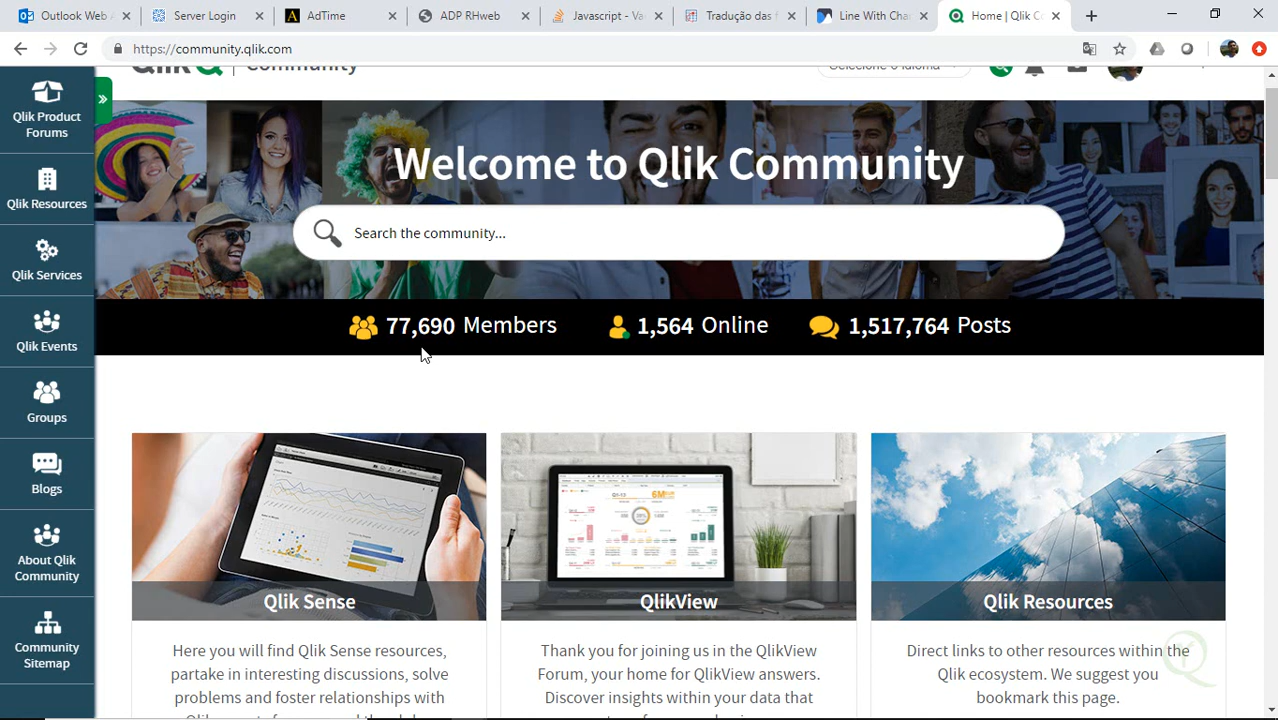 Outlook Web A
Server Login
AdTime
ADP RHweb
Javascript - Va
Tradução das f
Line With Cha
Home | Qlik C
https://community.qlik.com
Qlik | Community
Selecione o Idioma
Qlik Product
Forums
Qlik Resources
Qlik Services
Qlik Events
Groups
Blogs
About Qlik
Community
Community
Sitemap
Welcome to Qlik Community
Search the community...
77,690 Members
1,564 Online
1,517,764 Posts
Qlik Sense
Here you will find Qlik Sense resources,
partake in interesting discussions, solve
problems and foster relationships with
QlikView
Thank you for joining us in the QlikView
Forum, your home for QlikView answers.
Discover insights within your data that
Qlik Resources
Direct links to other resources within the
Qlik ecosystem. We suggest you
bookmark this page.